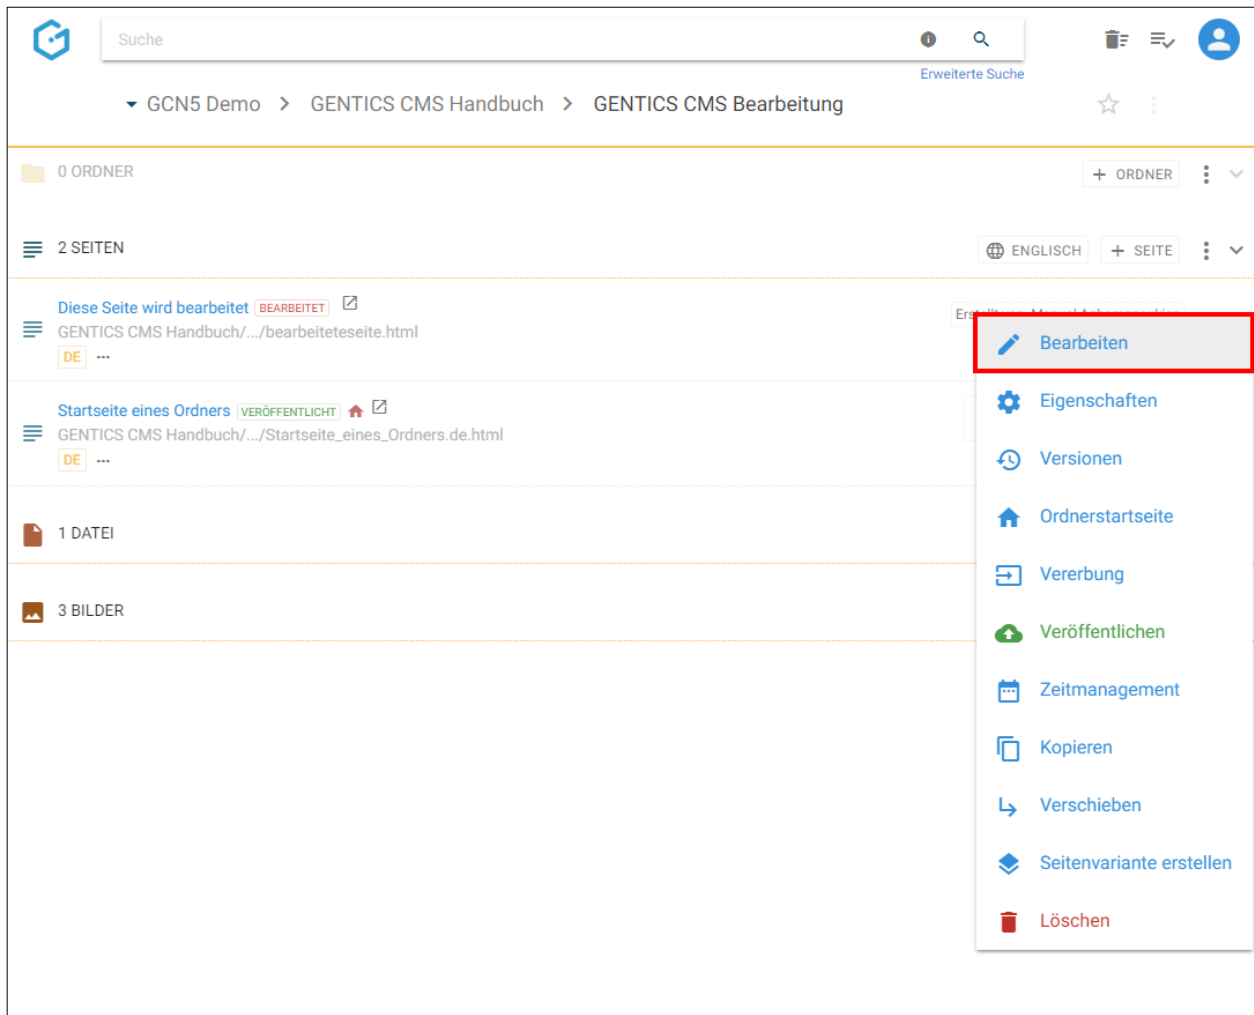 Suche
Erweiterte Suche
GCN5 Demo > GENTICS CMS Handbuch > GENTICS CMS Bearbeitung
0 ORDNER
+ ORDNER
2 SEITEN
ENGLISCH
+ SEITE
Diese Seite wird bearbeitet BEARBEITET
GENTICS CMS Handbuch/.../bearbeiteteseite.html
DE
Startseite eines Ordners VERÖFFENTLICHT
GENTICS CMS Handbuch/.../Startseite_eines_Ordners.de.html
DE
1 DATEI
3 BILDER
Bearbeiten
Eigenschaften
Versionen
Ordnerstartseite
Vererbung
Veröffentlichen
Zeitmanagement
Kopieren
Verschieben
Seitenvariante erstellen
Löschen